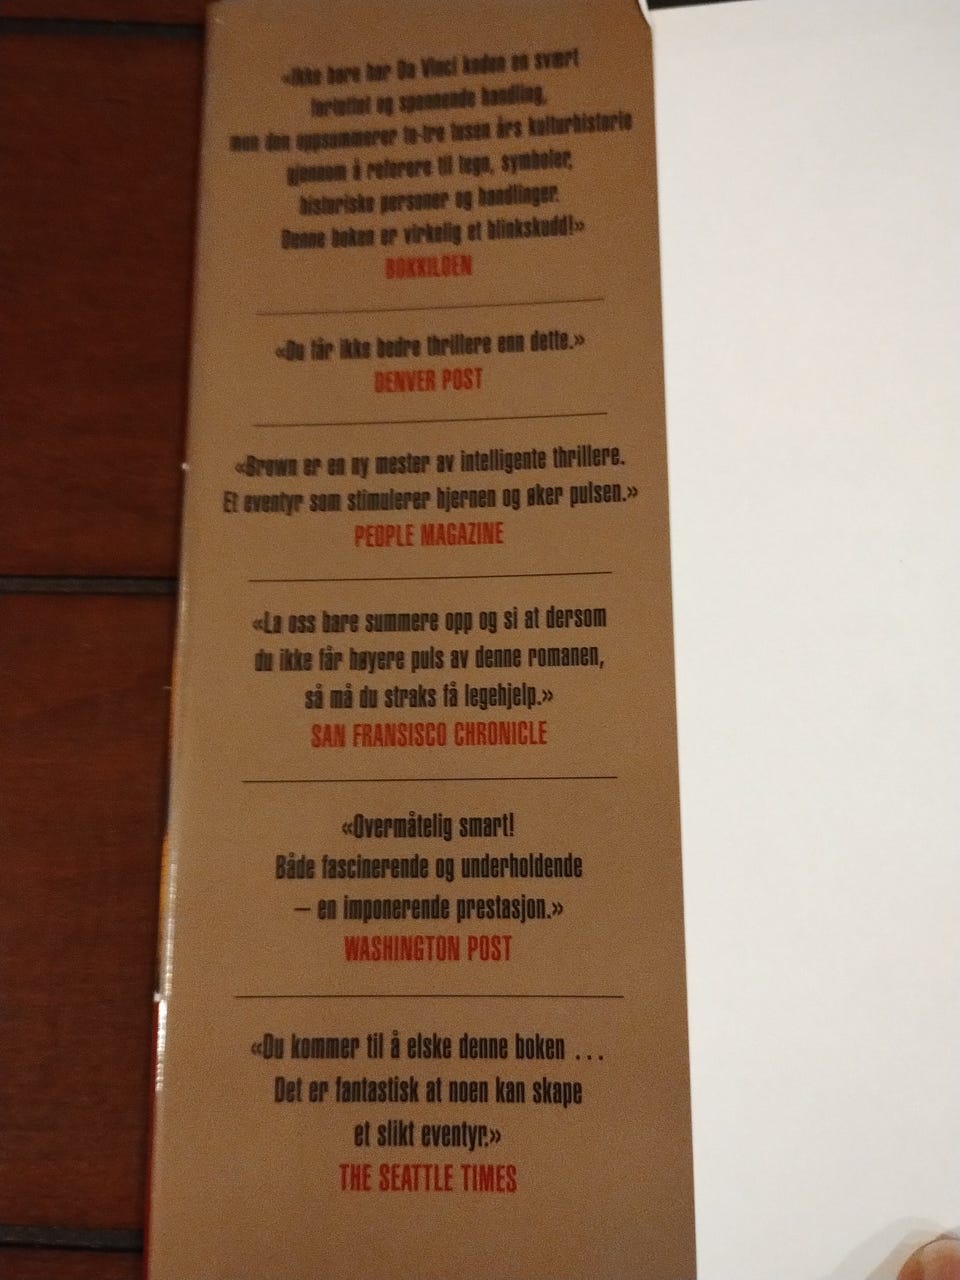 «Ikke bare har Da Vinci koden en svært
fortettet og spennende handling,
men den oppsummerer to-tre tusen års kulturhistorie
gjennom å referere til tegn, symboler,
historiske personer og handlinger.
Denne boken er virkelig et blinkskudd!»
BOKKILDEN
«Du får ikke bedre thrillere enn dette.»
DENVER POST
«Brown er en ny mester av intelligente thrillere.
Et eventyr som stimulerer hjernen og øker pulsen.»
PEOPLE MAGAZINE
«La oss bare summere opp og si at dersom
du ikke får høyere puls av denne romanen,
så må du straks få legehjelp.»
SAN FRANSISCO CHRONICLE
«Overmåtelig smart!
Både fascinerende og underholdende
– en imponerende prestasjon.»
WASHINGTON POST
«Du kommer til å elske denne boken ...
Det er fantastisk at noen kan skape
et slikt eventyr.»
THE SEATTLE TIMES